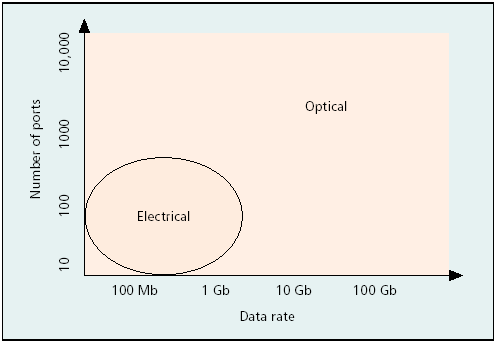 10,000
Optical
1000
Number of ports
100
Electrical
10
100 Mb 1 Gb 10 Gb 100 Gb
Data rate